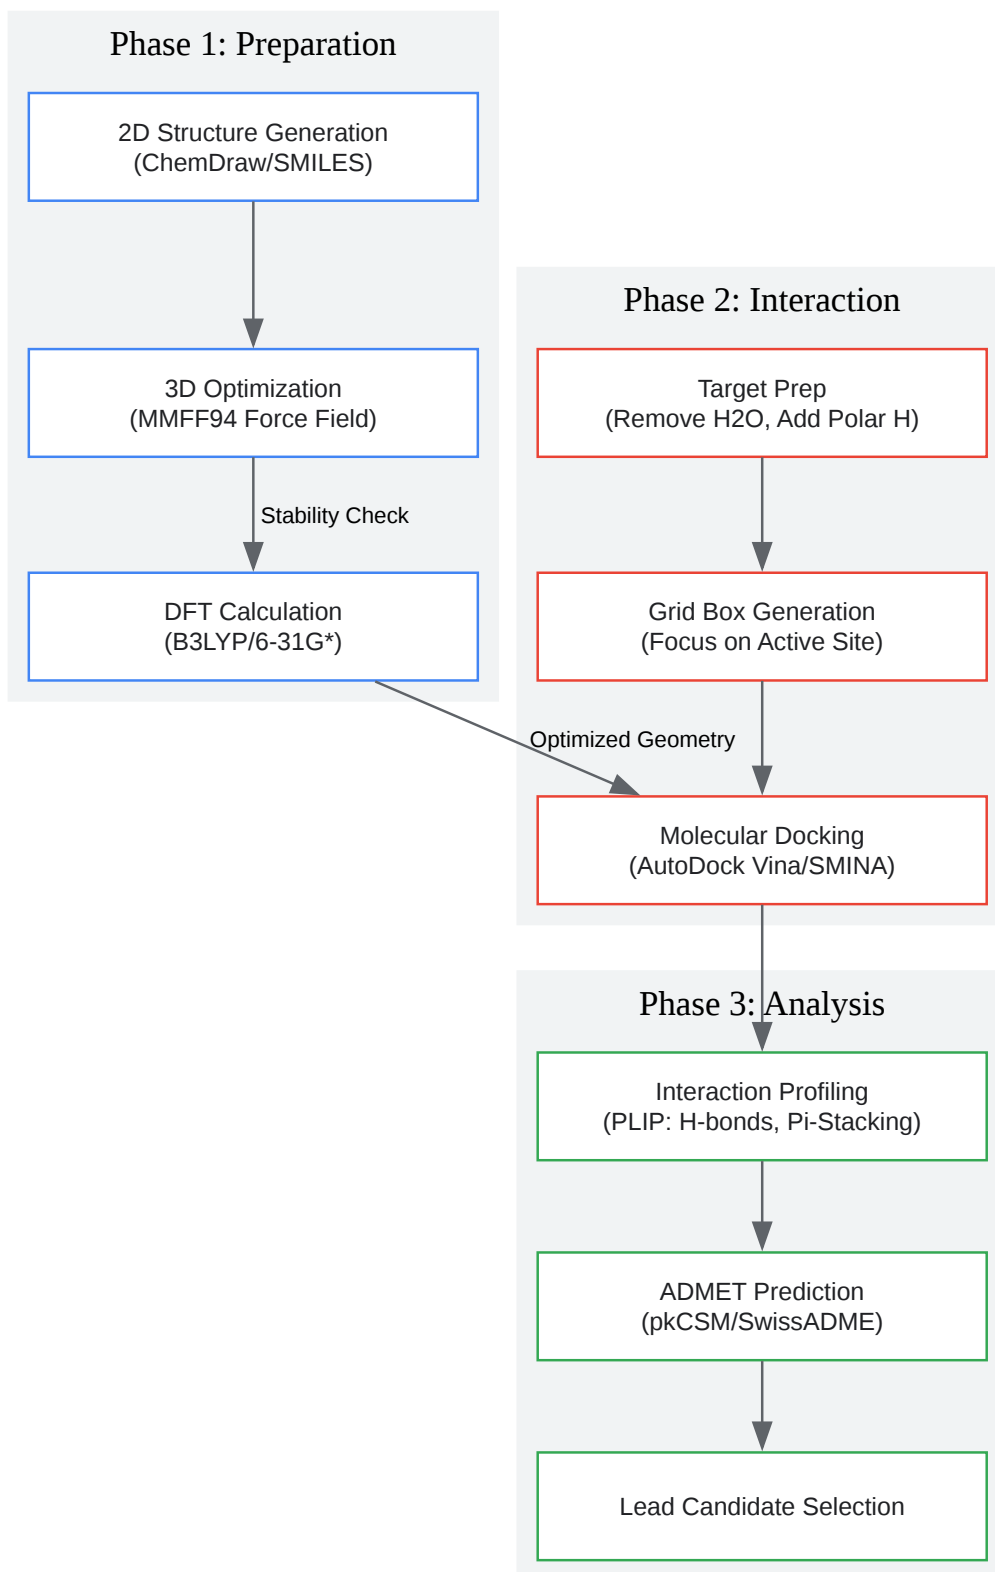 Phase 1: Preparation
2D Structure Generation
(ChemDraw/SMILES)
3D Optimization
(MMFF94 Force Field)
Stability Check
DFT Calculation
(B3LYP/6-31G*)
Optimized Geometry
Phase 2: Interaction
Target Prep
(Remove H2O, Add Polar H)
Grid Box Generation
(Focus on Active Site)
Molecular Docking
(AutoDock Vina/SMINA)
Phase 3: Analysis
Interaction Profiling
(PLIP: H-bonds, Pi-Stacking)
ADMET Prediction
(pkCSM/SwissADME)
Lead Candidate Selection